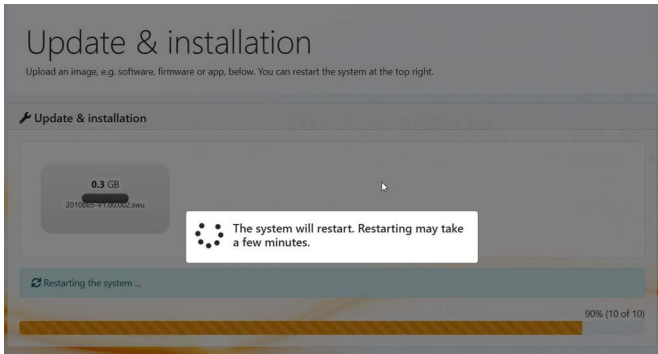 Update & installation
Upload an image, e.g. software, firmware or app, below. You can restart the system at the top right.
Update & installation
0.3 GB
2010865-V1.00.002.swu
The system will restart. Restarting may take
a few minutes.
Restarting the system ...
90% (10 of 10)